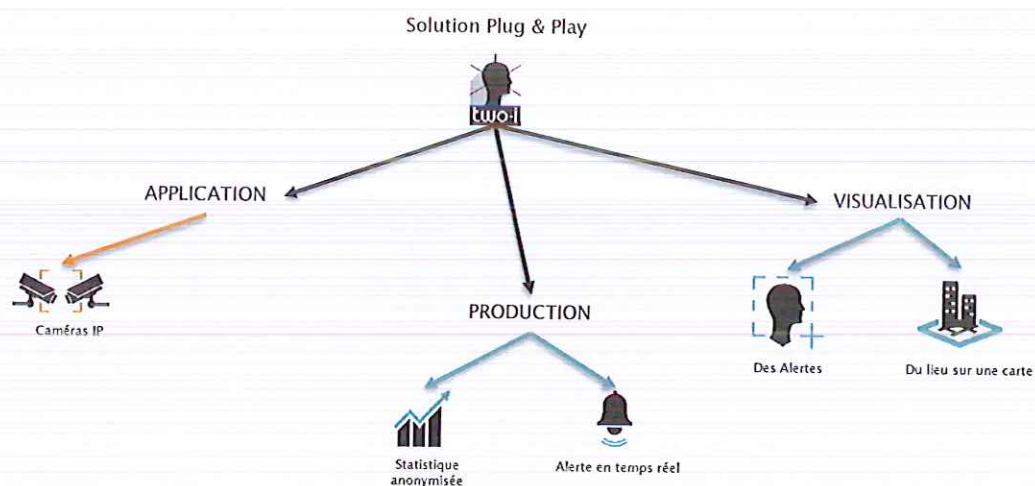 Solution Plug & Play
two-i
APPLICATION
VISUALISATION
Caméras IP
PRODUCTION
Des Alertes
Du lieu sur une carte
Statistique
anonymisée
Alerte en temps réel